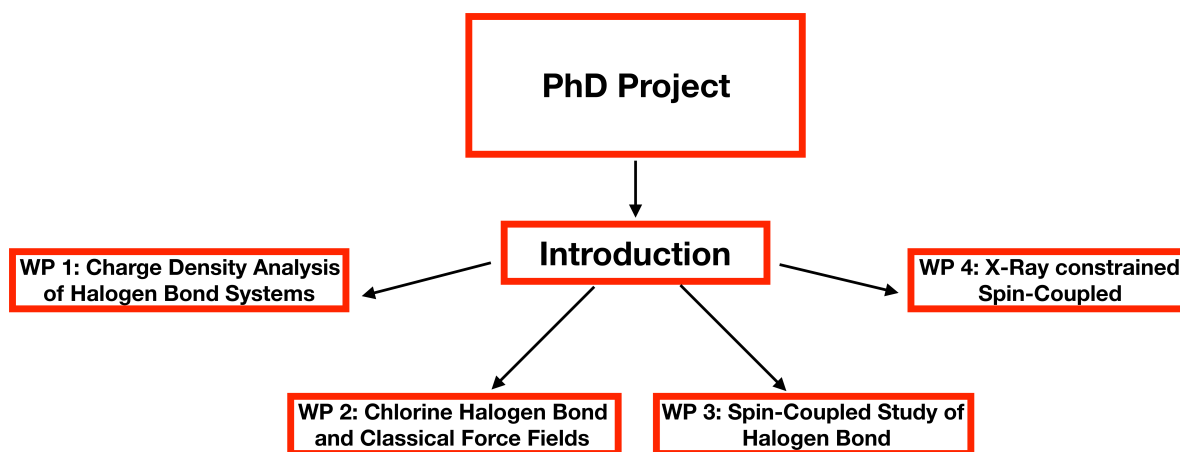 PhD Project
Introduction
WP 1: Charge Density Analysis
of Halogen Bond Systems
WP 4: X-Ray constrained
Spin-Coupled
WP 2: Chlorine Halogen Bond
and Classical Force Fields
WP 3: Spin-Coupled Study of
Halogen Bond